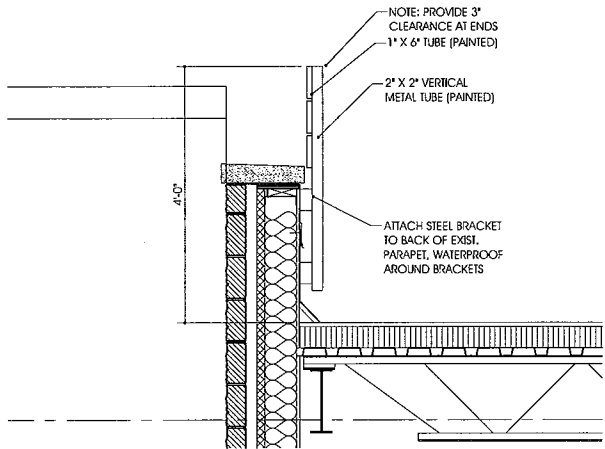 NOTE: PROVIDE 3"
CLEARANCE AT ENDS
1" X 6" TUBE (PAINTED)
2" X 2" VERTICAL
METAL TUBE (PAINTED)
4'-0"
ATTACH STEEL BRACKET
TO BACK OF EXIST.
PARAPET, WATERPROOF
AROUND BRACKETS